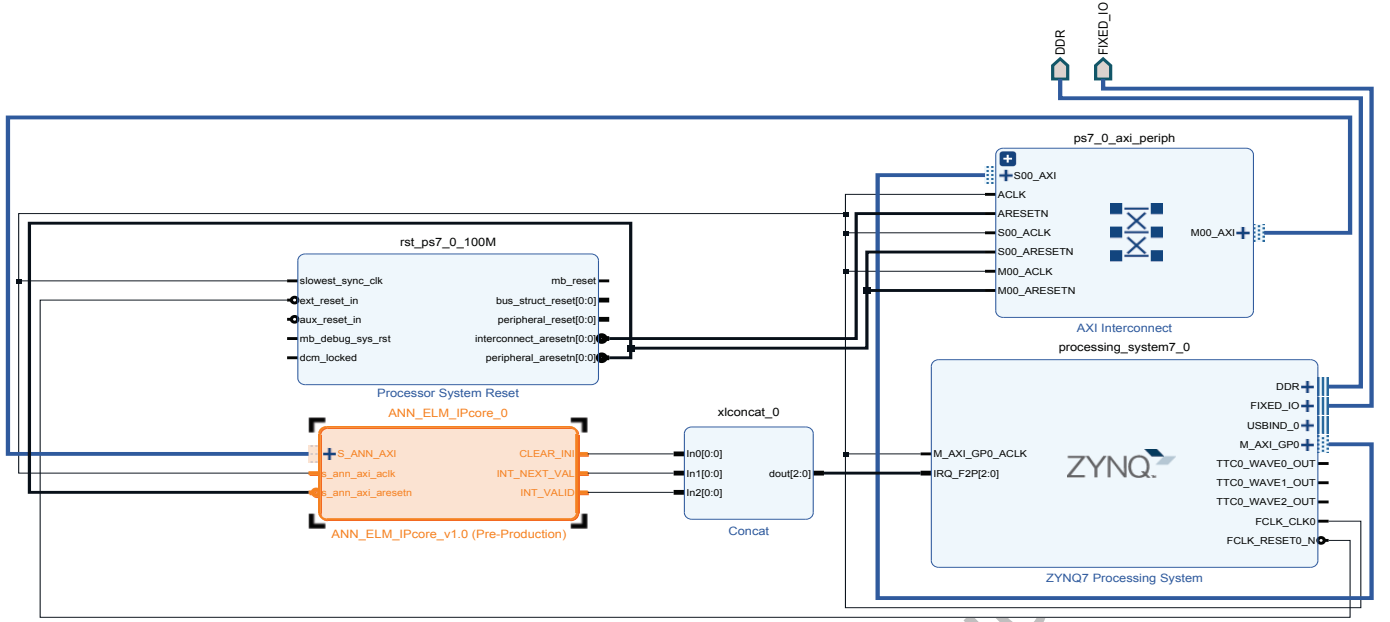 DDR
FIXED_IO
ps7_0_axi_periph
S00_AXI
ACLK
ARESETN
S00_ACLK
S00_ARESETN
M00_ACLK
M00_ARESETN
M00_AXI
AXI Interconnect
rst_ps7_0_100M
slowest_sync_clk
ext_reset_in
aux_reset_in
mb_debug_sys_rst
dcm_locked
mb_reset
bus_struct_reset[0:0]
peripheral_reset[0:0]
interconnect_aresetn[0:0]
peripheral_aresetn[0:0]
Processor System Reset
ANN_ELM_IPcore_0
S_ANN_AXI
s_ann_axi_aclk
s_ann_axi_aresetn
CLEAR_INI
INT_NEXT_VAL
INT_VALID
ANN_ELM_IPcore_v1.0 (Pre-Production)
xlconcat_0
In0[0:0]
In1[0:0]
In2[0:0]
dout[2:0]
Concat
processing_system7_0
M_AXI_GP0_ACLK
IRQ_F2P[2:0]
ZYNQ
DDR
FIXED_IO
USBIND_0
M_AXI_GP0
TTC0_WAVE0_OUT
TTC0_WAVE1_OUT
TTC0_WAVE2_OUT
FCLK_CLK0
FCLK_RESET0_N
ZYNQ7 Processing System